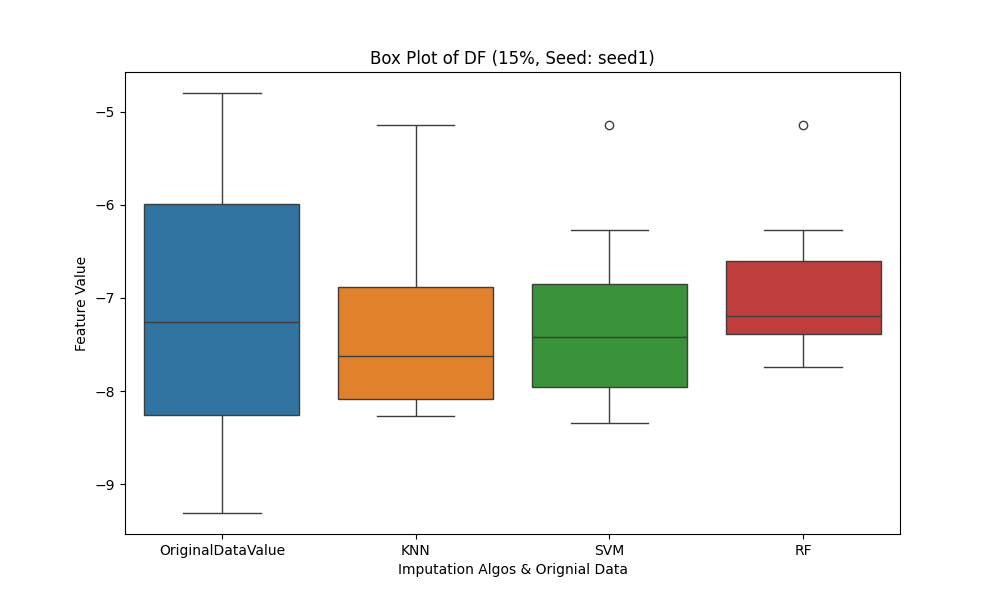 Box Plot of DF (15%, Seed: seed1)
−5
−6
−7
−8
−9
Feature Value
OriginalDataValue KNN SVM RF
Imputation Algos & Orignial Data